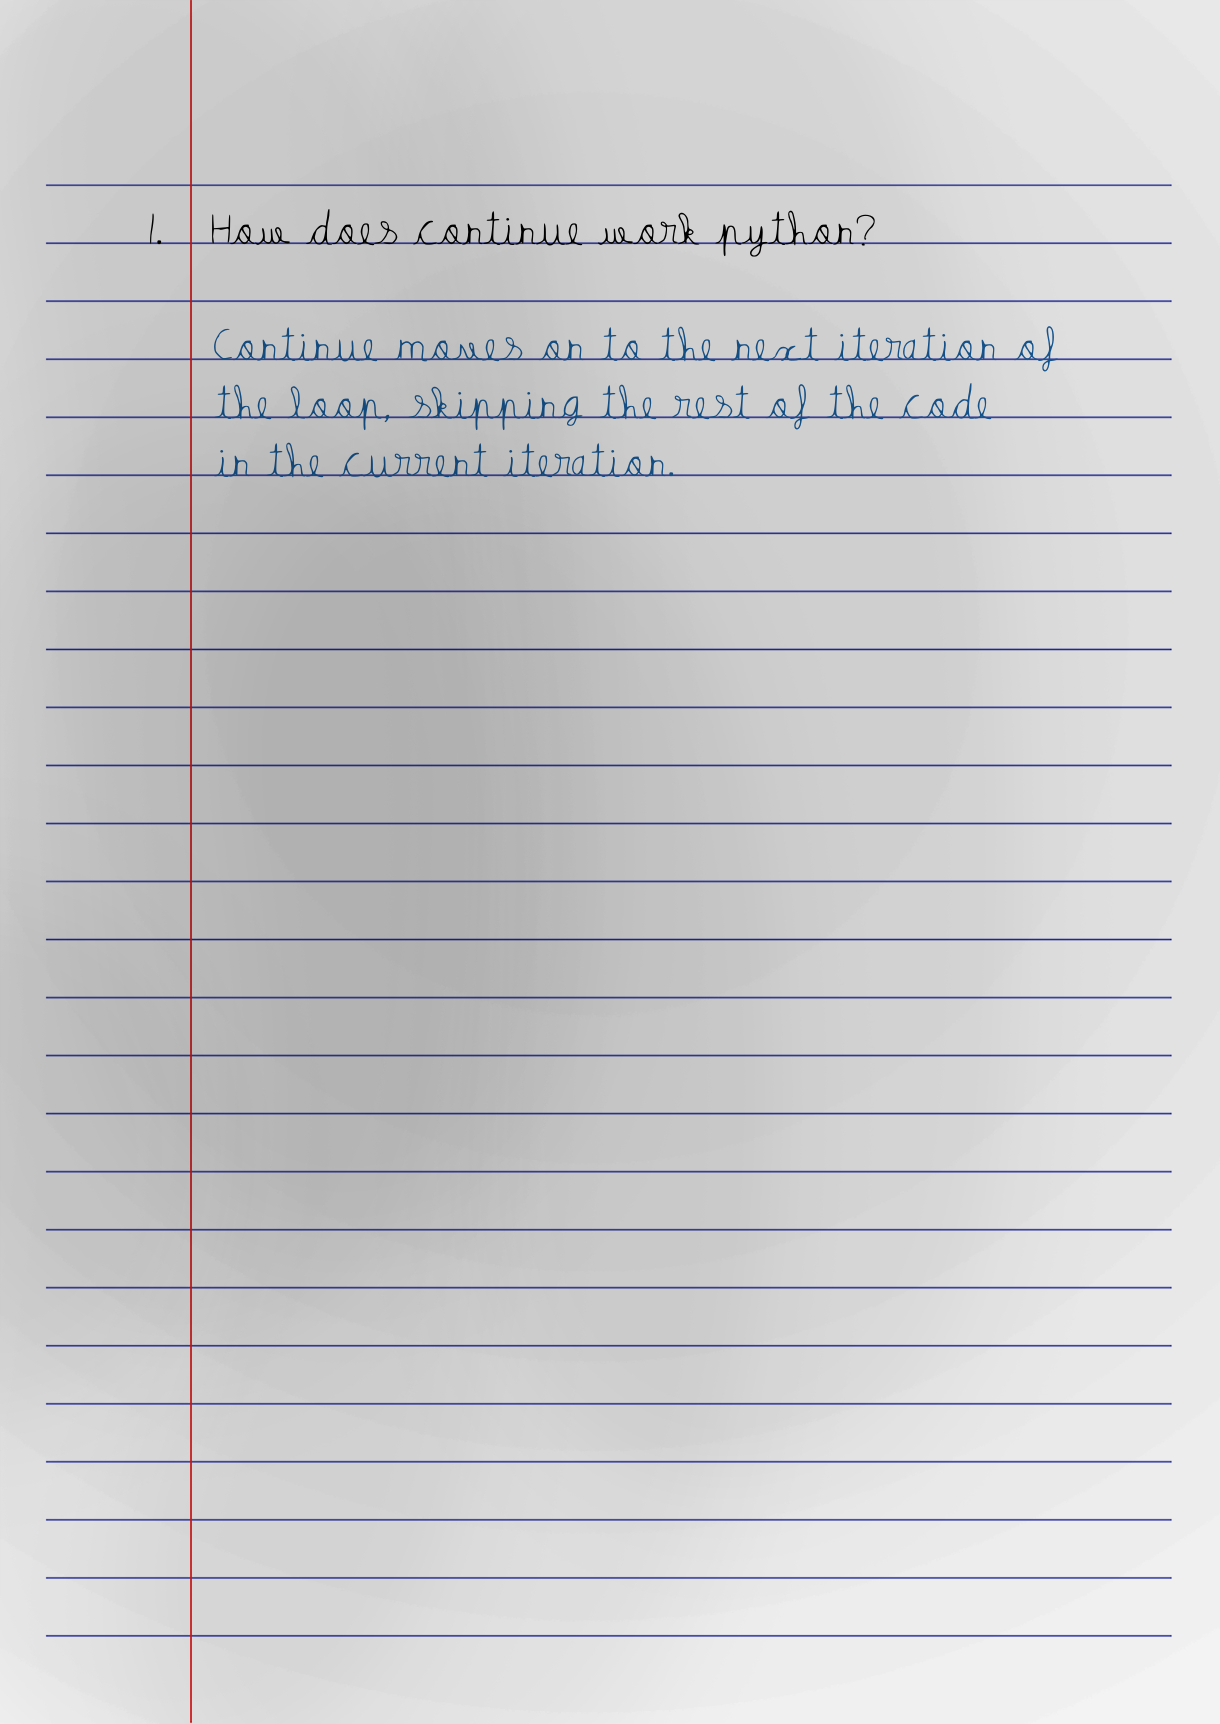 1. How does continue work python?
Continue moves on to the next iteration of
the loop, skipping the rest of the code
in the current iteration.